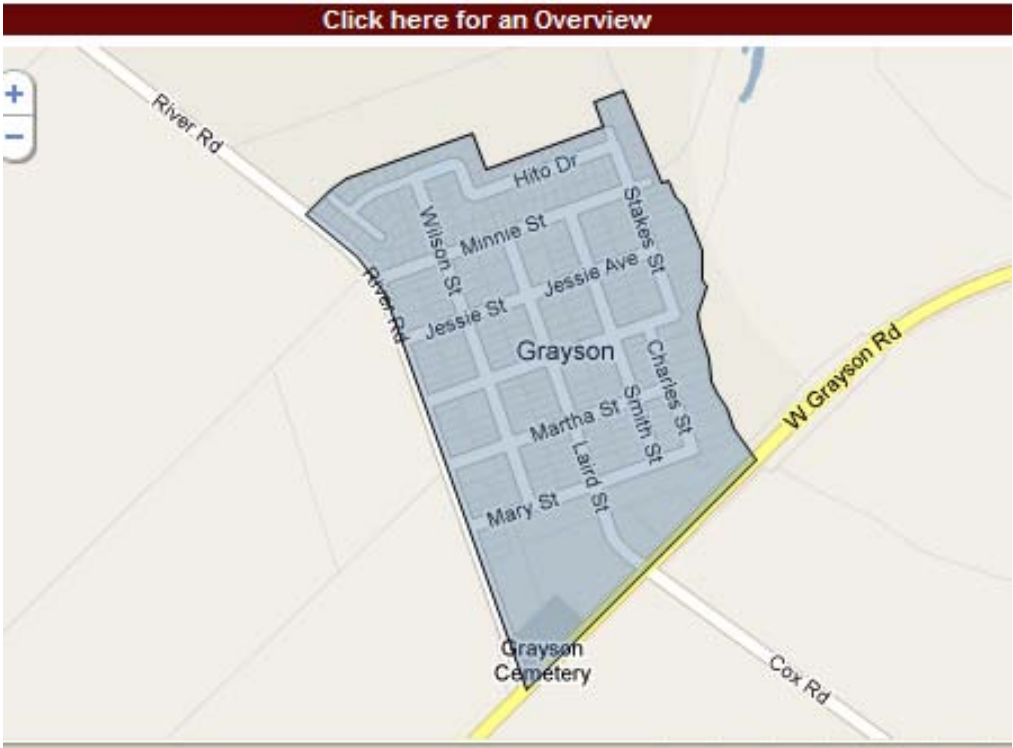 Click here for an Overview
+
−
River Rd
Hito Dr
Wilson St
Minnie St
Stakes St
River Rd
Jessie St
Jessie Ave
Grayson
Charles St
W Grayson Rd
Martha St
Smith St
Laird St
Mary St
Grayson
Cemetery
Cox Rd